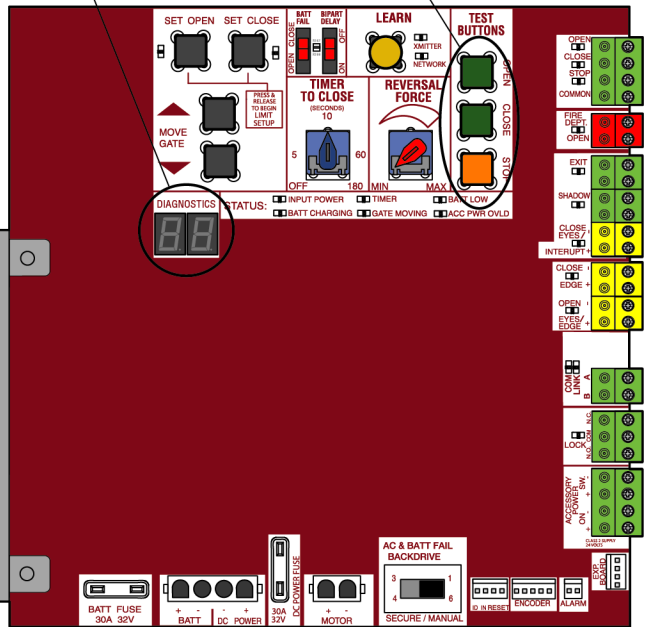 SET OPEN
SET CLOSE
BATT FAIL
BIPART DELAY
OPEN CLOSE
ON OFF
LEARN
XMITTER
NETWORK
TEST BUTTONS
OPEN
CLOSE
STOP
PRESS & RELEASE TO BEGIN LIMIT SETUP
MOVE GATE
TIMER TO CLOSE
(SECONDS)
10
5
60
OFF
180
REVERSAL FORCE
MIN
MAX
DIAGNOSTICS
STATUS:
INPUT POWER
TIMER
BATT LOW
BATT CHARGING
GATE MOVING
ACC PWR OVLD
OPEN
CLOSE
STOP
COMMON
FIRE DEPT.
OPEN
EXIT
SHADOW
CLOSE -
EYES/
INTERUPT +
CLOSE -
EDGE +
OPEN -
EYES/
EDGE +
COM LINK
A
B
LOCK
N.C.
COM
N.O.
ACCESSORY POWER
SW.
ON
- + - +
CLASS 2 SUPPLY
24 VOLTS
EXP. BOARD
AC & BATT FAIL
BACKDRIVE
3 1
4 6
SECURE / MANUAL
BATT FUSE
30A 32V
+ - - +
BATT DC POWER
DC POWER FUSE
30A
32V
+ -
MOTOR
ID IN RESET
ENCODER
ALARM